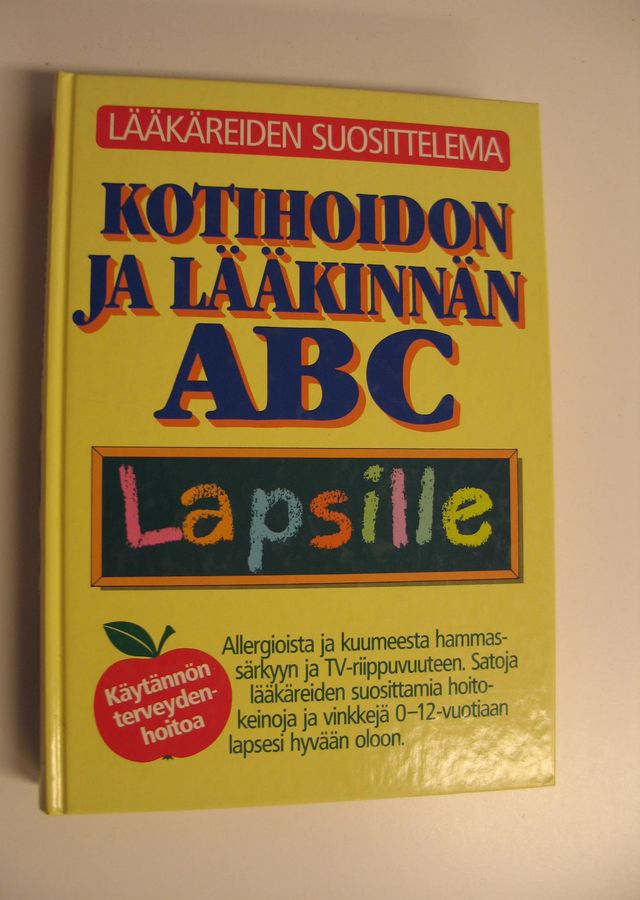 LÄÄKÄREIDEN SUOSITTELEMA
KOTIHOIDON
JA LÄÄKINNÄN
ABC
Lapsille
Käytännön
terveyden-
hoitoa
Allergioista ja kuumeesta hammas-
särkyyn ja TV-riippuvuuteen. Satoja
lääkäreiden suosittamia hoito-
keinoja ja vinkkejä 0–12-vuotiaan
lapsesi hyvään oloon.